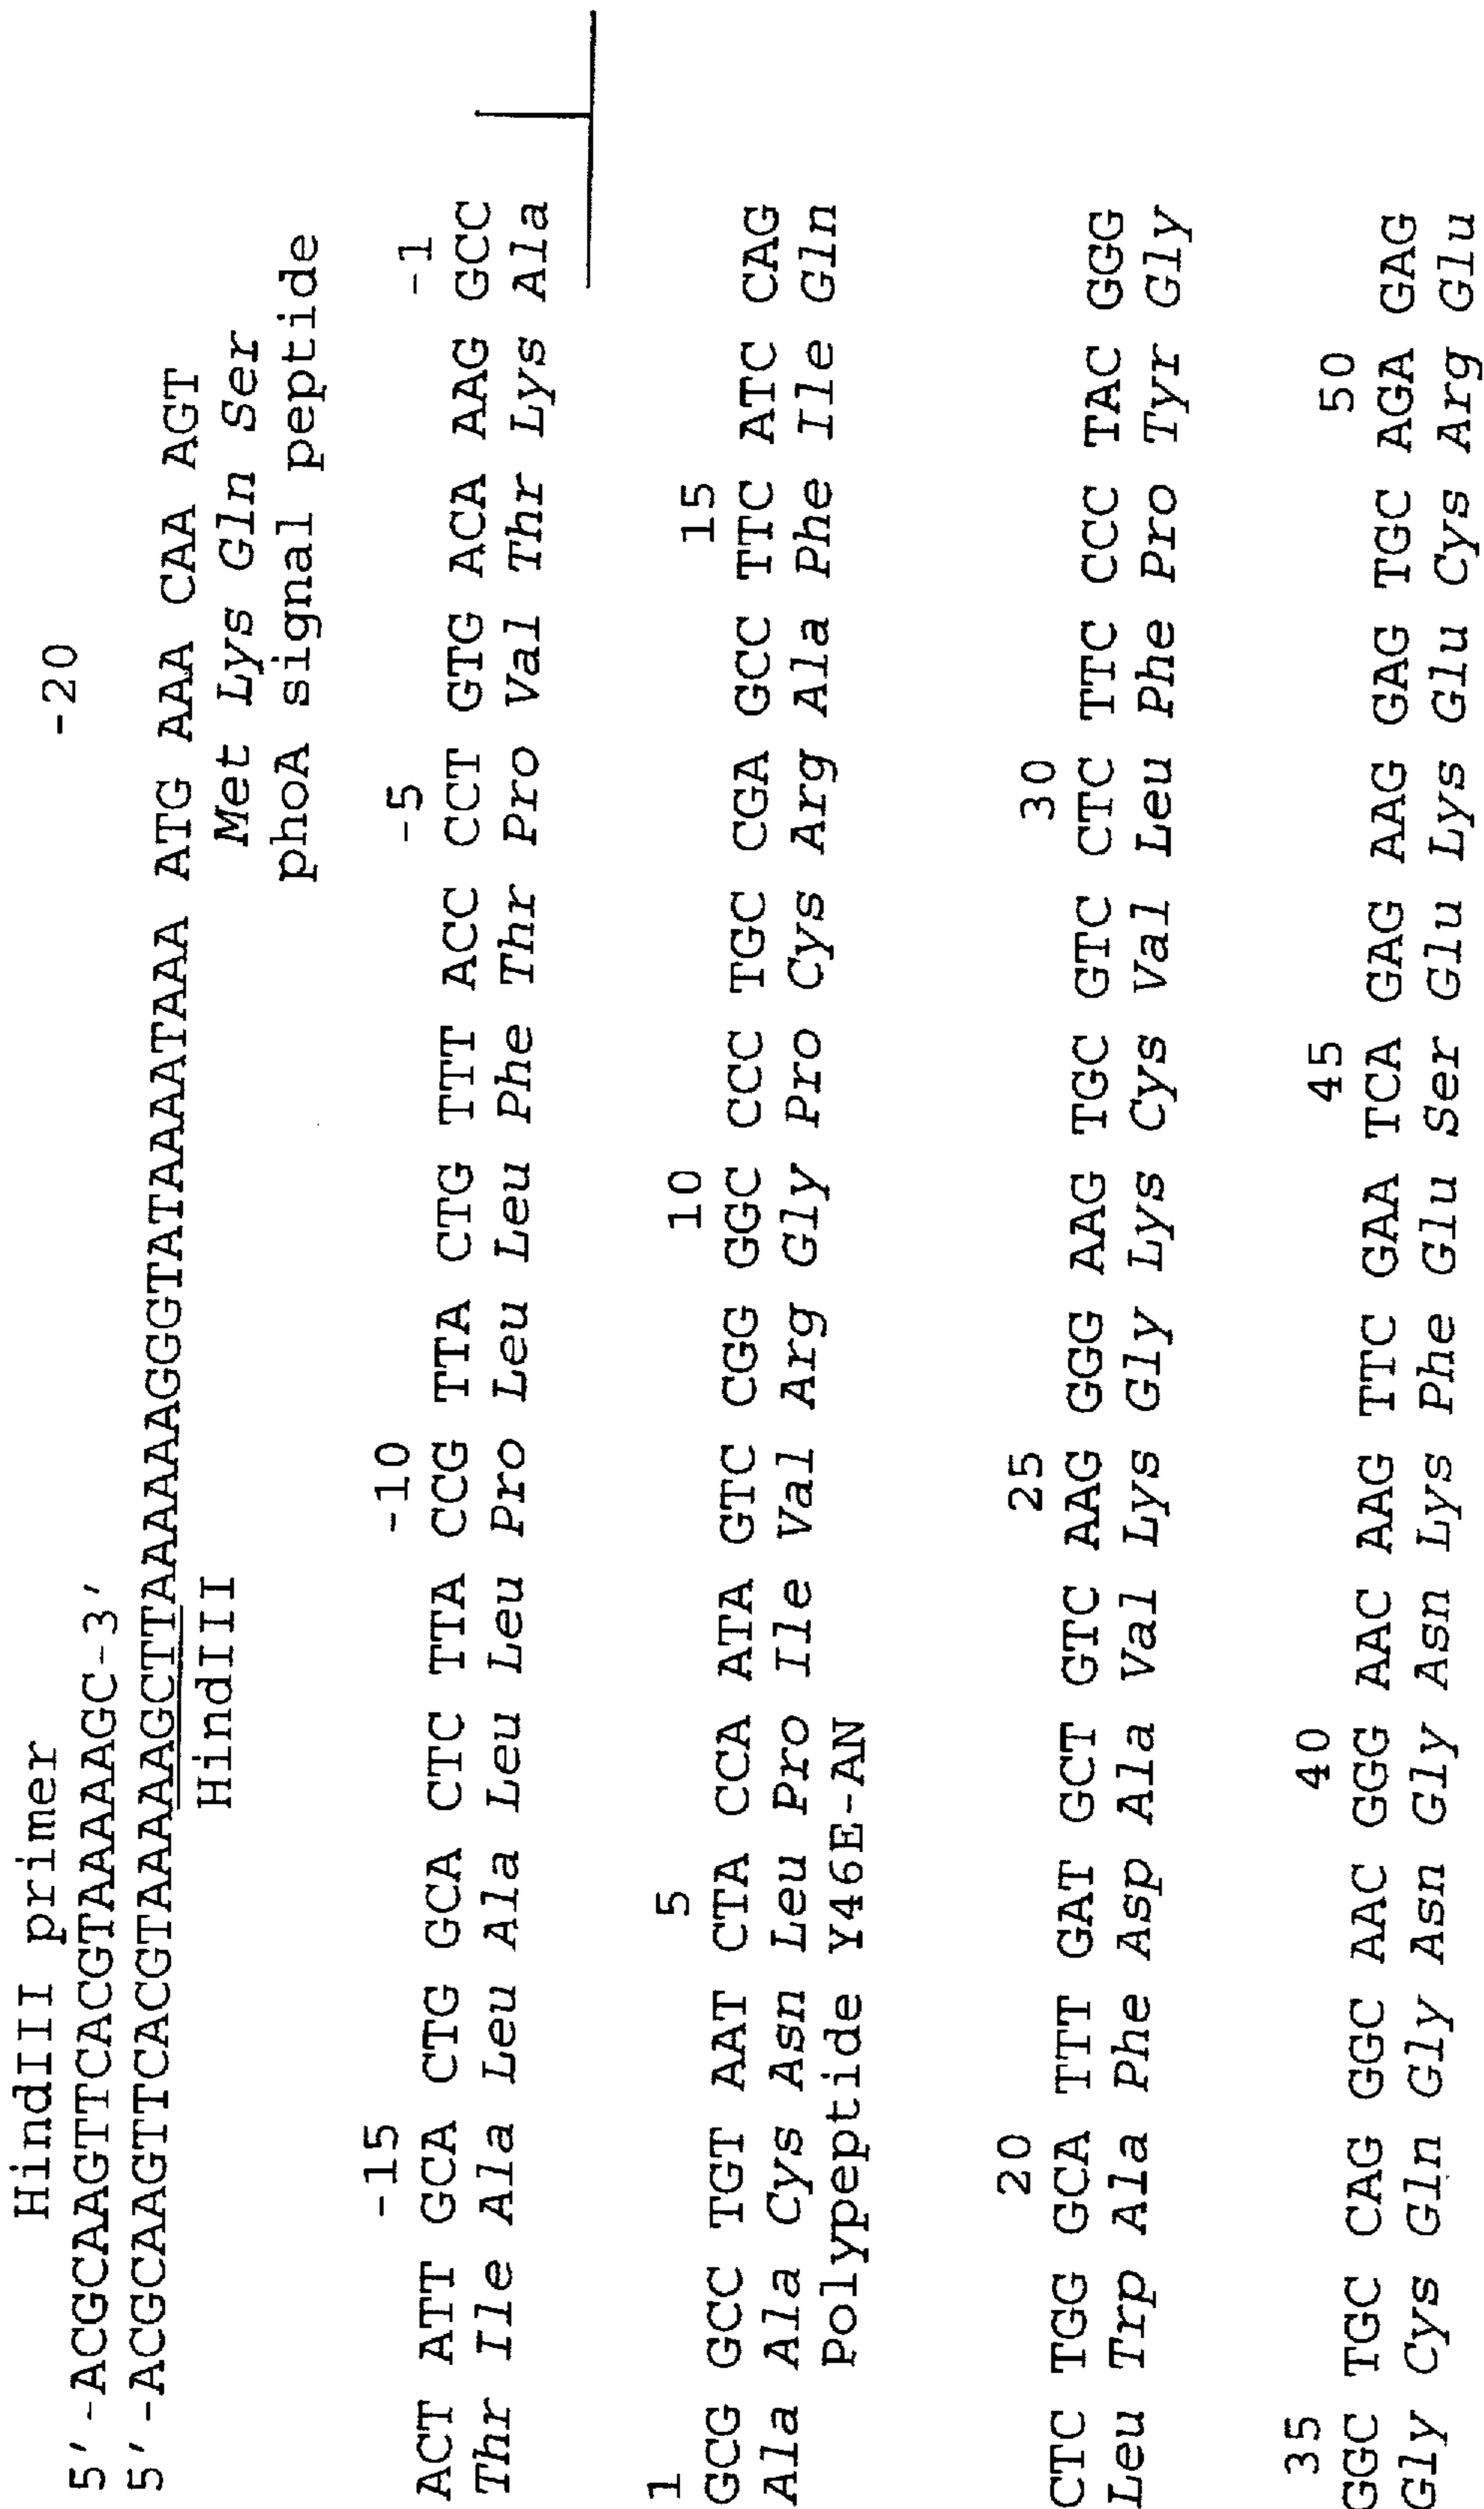 HindIII primer
5′-ACGCAAGTTCACGTAAAAAGC-3′
-20
5′-ACGCAAGTTCACGTAAAAAGCTTAAAAAGGGTATAAAATAAA ATG AAA CAA AGT
HindIII Met Lys Gln Ser
phoA signal peptide
-15 -10 -5 -1
ACT ATT GCA CTG GCA CTC TTA CCG TTA CTG TTT ACC CCT GTG ACA AAG GCC
Thr Ile Ala Leu Ala Leu Leu Pro Leu Leu Phe Thr Pro Val Thr Lys Ala
1 5 10 15
GCG GCC TGT AAT CTA CCA ATA GTC CGG GGC CCC TGC CGA GCC TTC ATC CAG
Ala Ala Cys Asn Leu Pro Ile Val Arg Gly Pro Cys Arg Ala Phe Ile Gln
Polypeptide Y46E-AN
20 25 30
CTC TGG GCA TTT GAT GCT GTC AAG GGG AAG TGC GTC CTC TTC CCC TAC GGG
Leu Trp Ala Phe Asp Ala Val Lys Gly Lys Cys Val Leu Phe Pro Tyr Gly
35 40 45 50
GGC TGC CAG GGC AAC GGG AAC AAG TTC GAA TCA GAG AAG GAG TGC AGA GAG
Gly Cys Gln Gly Asn Gly Asn Lys Phe Glu Ser Glu Lys Glu Cys Arg Glu